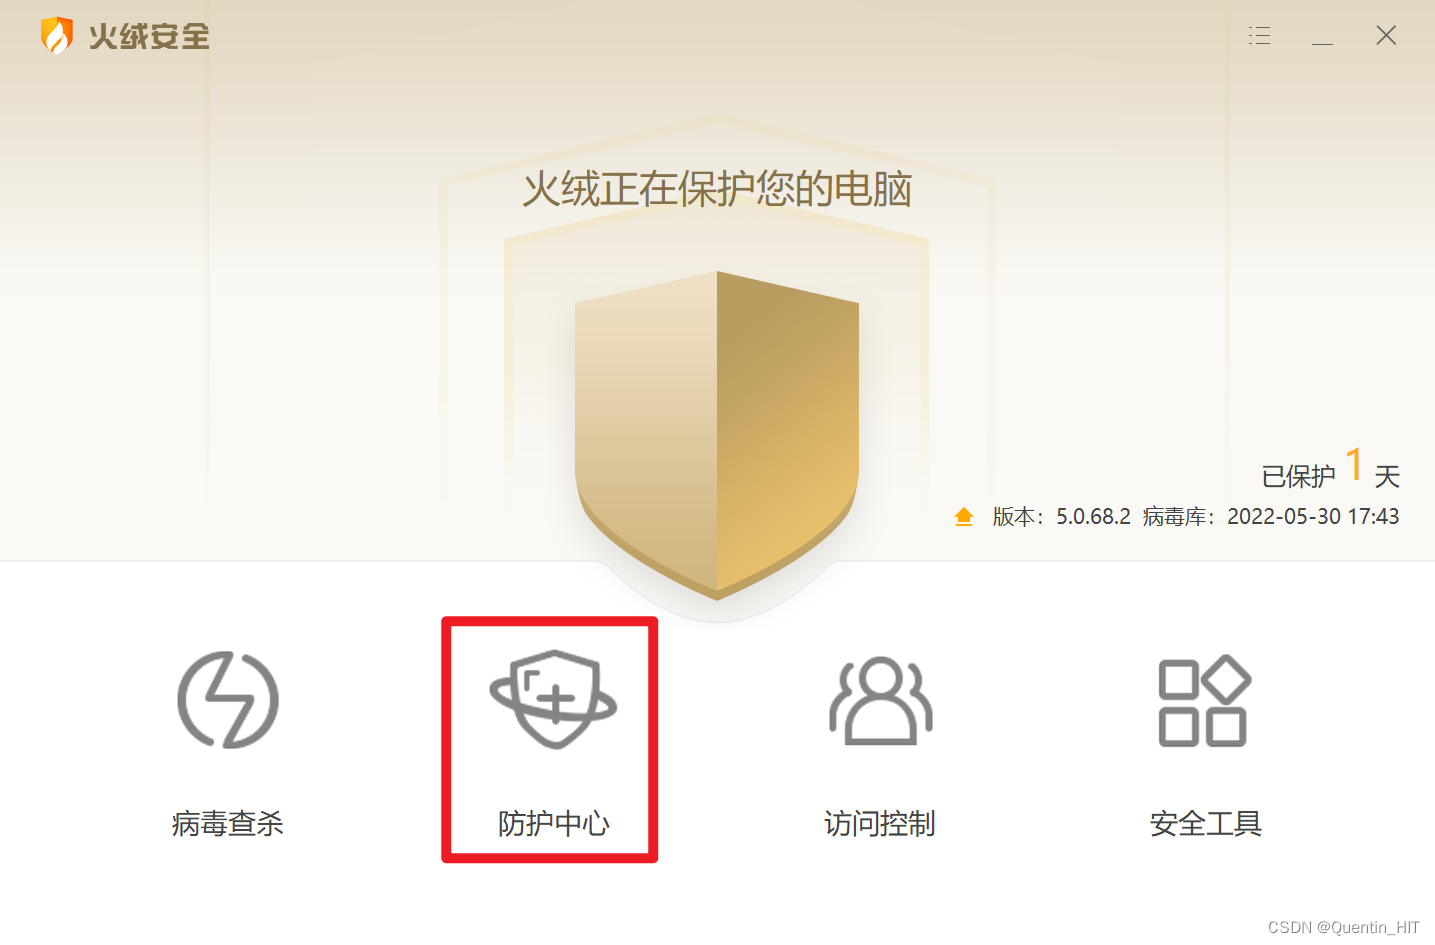 火绒安全
火绒正在保护您的电脑
已保护 1 天
版本：5.0.68.2 病毒库：2022-05-30 17:43
病毒查杀
防护中心
访问控制
安全工具
CSDN @Quentin_HIT